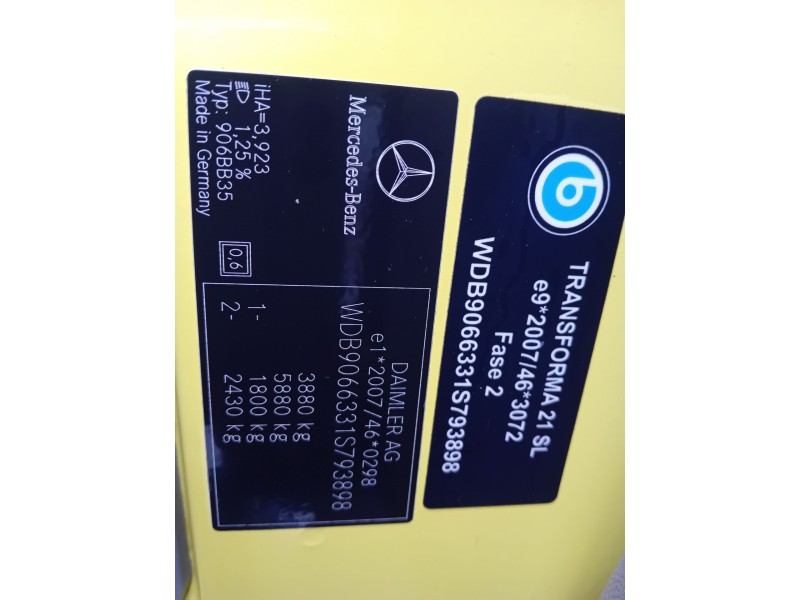 b
TRANSFORMA 21 SL
e9*2007/46*3072
Fase 2
WDB9066331S793898
Mercedes-Benz
DAIMLER AG
e1*2007/46*0298
WDB9066331S793898
3880 kg
5880 kg
1- 1800 kg
2- 2430 kg
0,6
iHA=3,923
1,25 %
Typ: 906BB35
Made in Germany